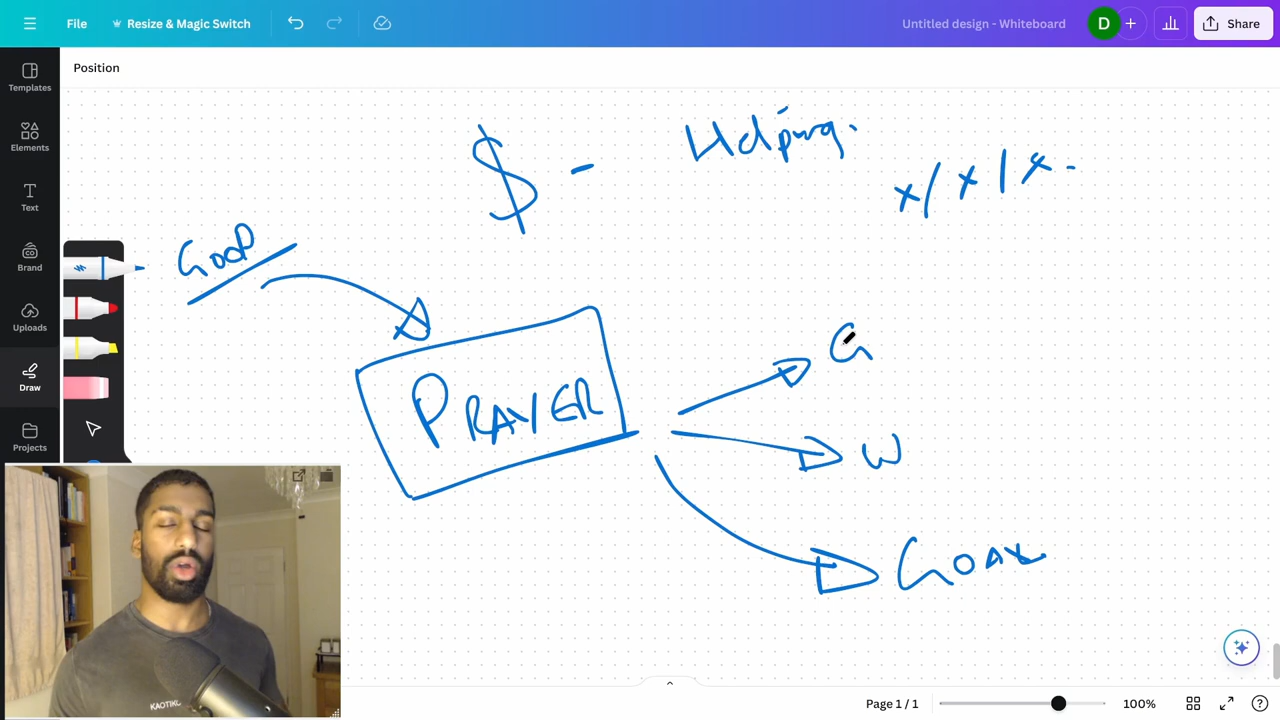 File
Resize & Magic Switch
Untitled design - Whiteboard
D
+
Share
Position
Templates
Elements
T
Text
Brand
Uploads
Draw
Projects
$ -
Helping.
x/x/x.
Good
PRAYER
G
W
GOAL
KAOTIKO
Page 1 / 1
100%
?